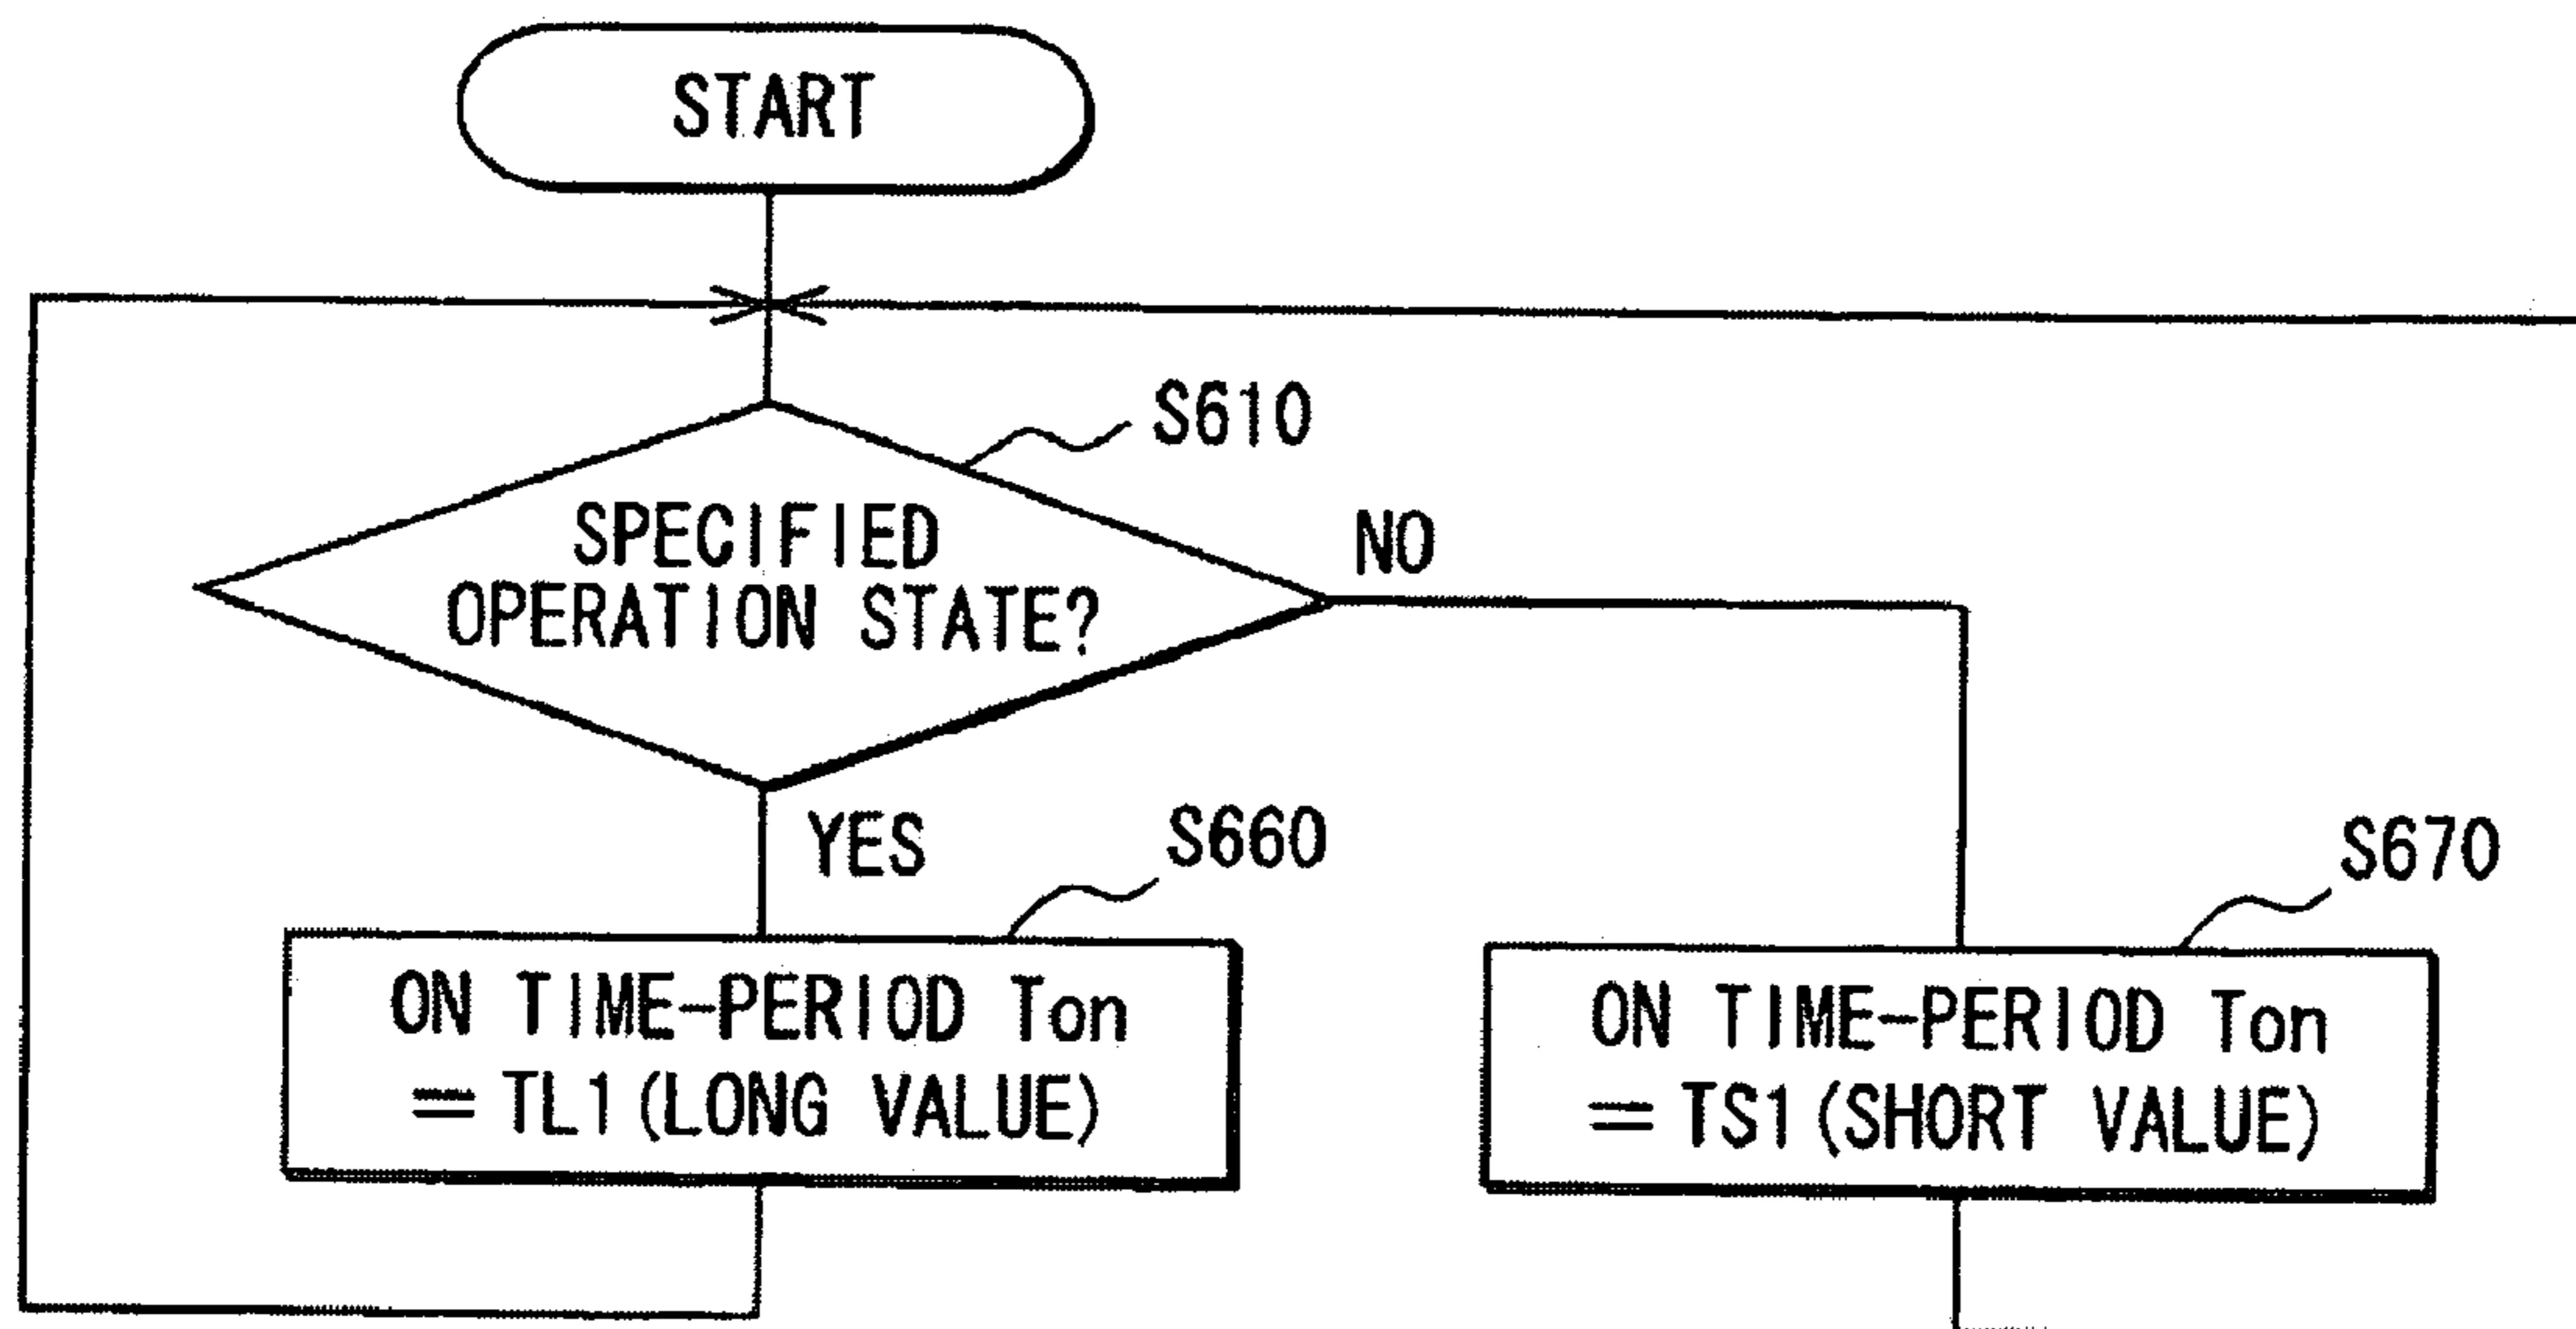 START
S610
SPECIFIED
OPERATION STATE?
NO
YES
S660
ON TIME-PERIOD Ton
= TL1 (LONG VALUE)
S670
ON TIME-PERIOD Ton
= TS1 (SHORT VALUE)